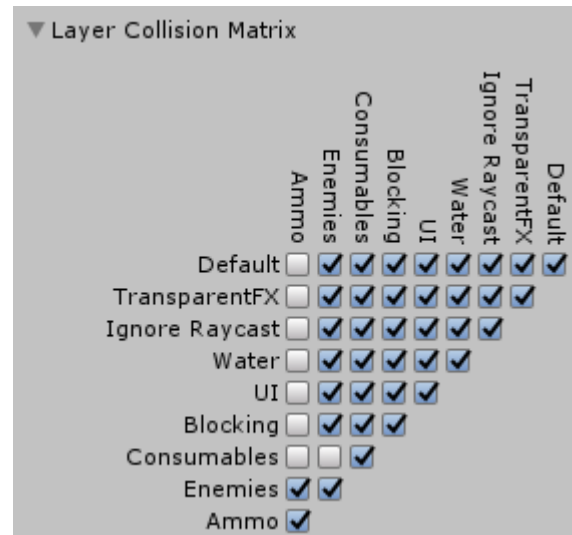 Layer Collision Matrix
Ammo
Enemies
Consumables
Blocking
UI
Water
Ignore Raycast
TransparentFX
Default
Default
TransparentFX
Ignore Raycast
Water
UI
Blocking
Consumables
Enemies
Ammo